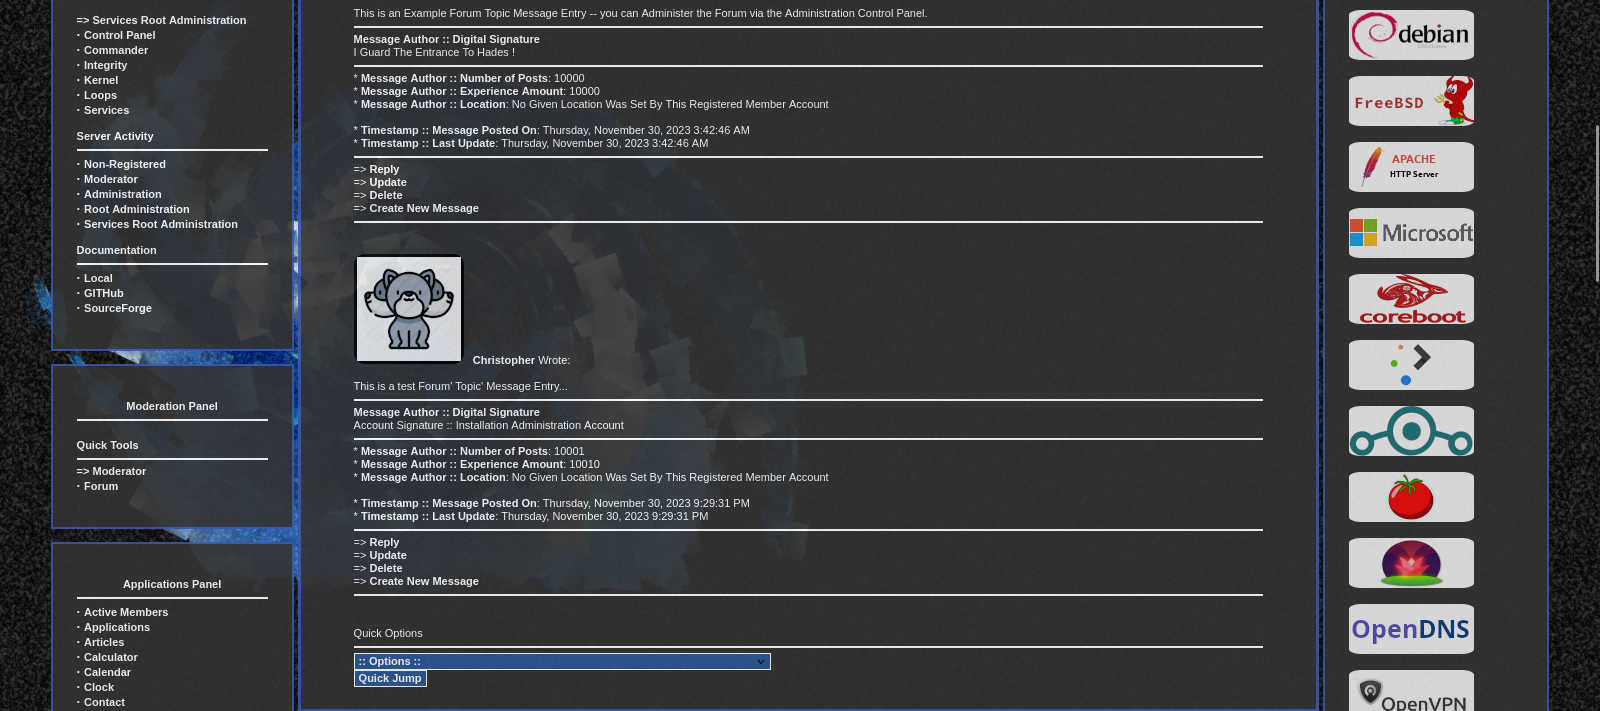 => Services Root Administration
· Control Panel
· Commander
· Integrity
· Kernel
· Loops
· Services
Server Activity
· Non-Registered
· Moderator
· Administration
· Root Administration
· Services Root Administration
Documentation
· Local
· GITHub
· SourceForge
Moderation Panel
Quick Tools
=> Moderator
· Forum
Applications Panel
· Active Members
· Applications
· Articles
· Calculator
· Calendar
· Clock
· Contact
This is an Example Forum Topic Message Entry -- you can Administer the Forum via the Administration Control Panel.
Message Author :: Digital Signature
I Guard The Entrance To Hades !
* Message Author :: Number of Posts: 10000
* Message Author :: Experience Amount: 10000
* Message Author :: Location: No Given Location Was Set By This Registered Member Account
* Timestamp :: Message Posted On: Thursday, November 30, 2023 3:42:46 AM
* Timestamp :: Last Update: Thursday, November 30, 2023 3:42:46 AM
=> Reply
=> Update
=> Delete
=> Create New Message
Christopher Wrote:
This is a test Forum' Topic' Message Entry...
Message Author :: Digital Signature
Account Signature :: Installation Administration Account
* Message Author :: Number of Posts: 10001
* Message Author :: Experience Amount: 10010
* Message Author :: Location: No Given Location Was Set By This Registered Member Account
* Timestamp :: Message Posted On: Thursday, November 30, 2023 9:29:31 PM
* Timestamp :: Last Update: Thursday, November 30, 2023 9:29:31 PM
=> Reply
=> Update
=> Delete
=> Create New Message
Quick Options
:: Options ::
Quick Jump
debian
FreeBSD
APACHE
HTTP Server
Microsoft
coreboot
OpenDNS
OpenVPN